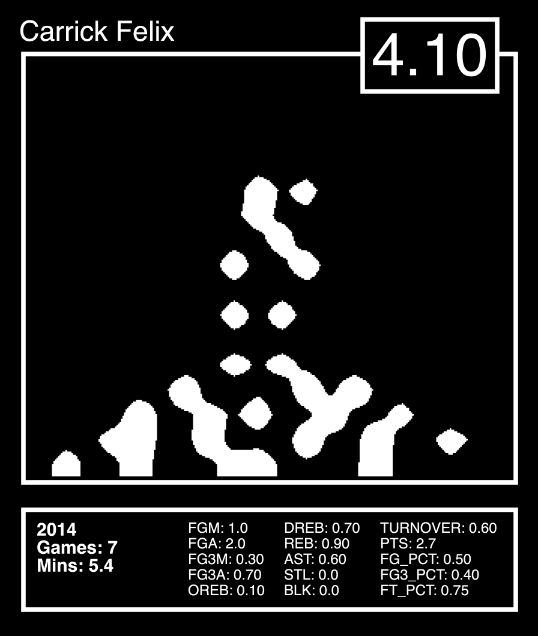 Carrick Felix
4.10
2014
Games: 7
Mins: 5.4
FGM: 1.0
FGA: 2.0
FG3M: 0.30
FG3A: 0.70
OREB: 0.10
DREB: 0.70
REB: 0.90
AST: 0.60
STL: 0.0
BLK: 0.0
TURNOVER: 0.60
PTS: 2.7
FG_PCT: 0.50
FG3_PCT: 0.40
FT_PCT: 0.75